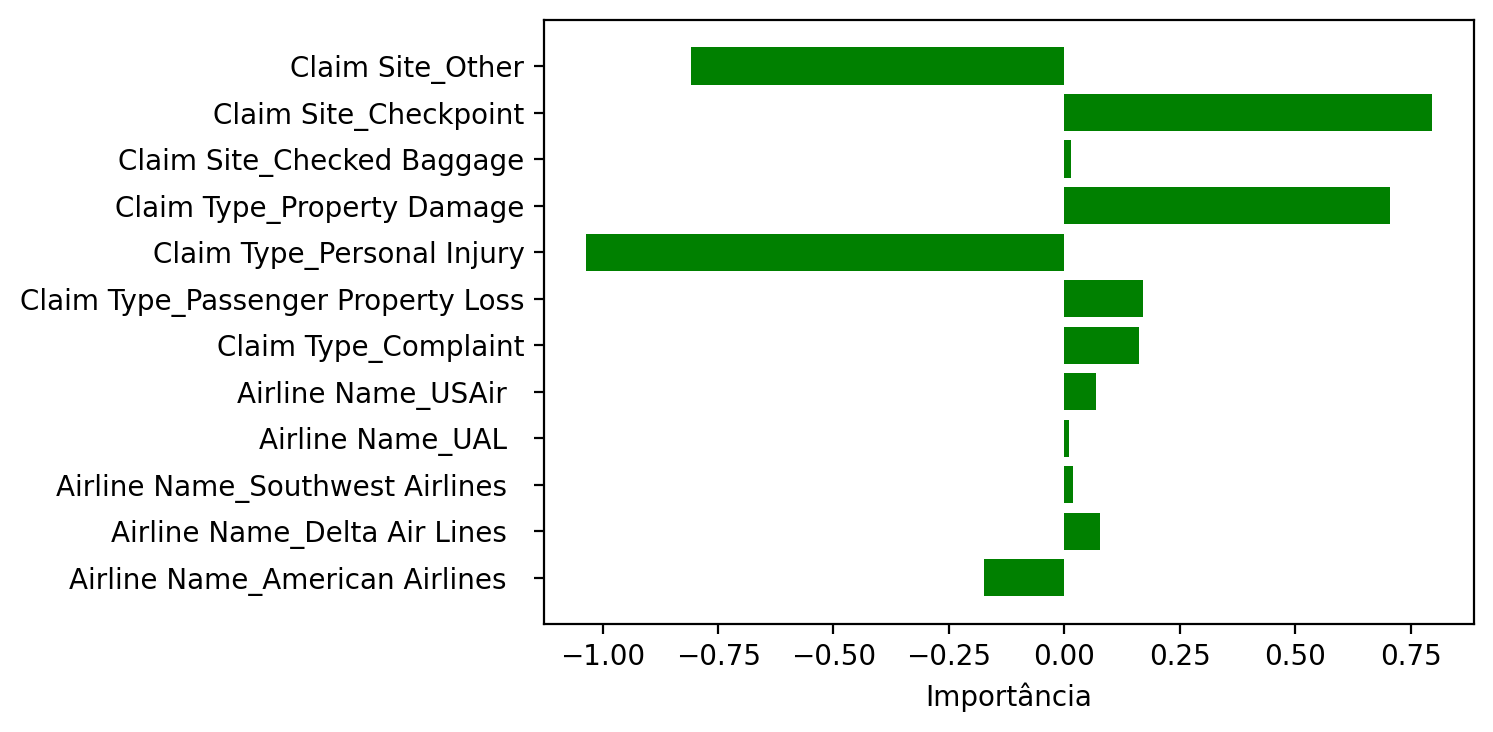 Claim Site_Other
Claim Site_Checkpoint
Claim Site_Checked Baggage
Claim Type_Property Damage
Claim Type_Personal Injury
Claim Type_Passenger Property Loss
Claim Type_Complaint
Airline Name_USAir
Airline Name_UAL
Airline Name_Southwest Airlines
Airline Name_Delta Air Lines
Airline Name_American Airlines
−1.00 −0.75 −0.50 −0.25 0.00 0.25 0.50 0.75
Importância